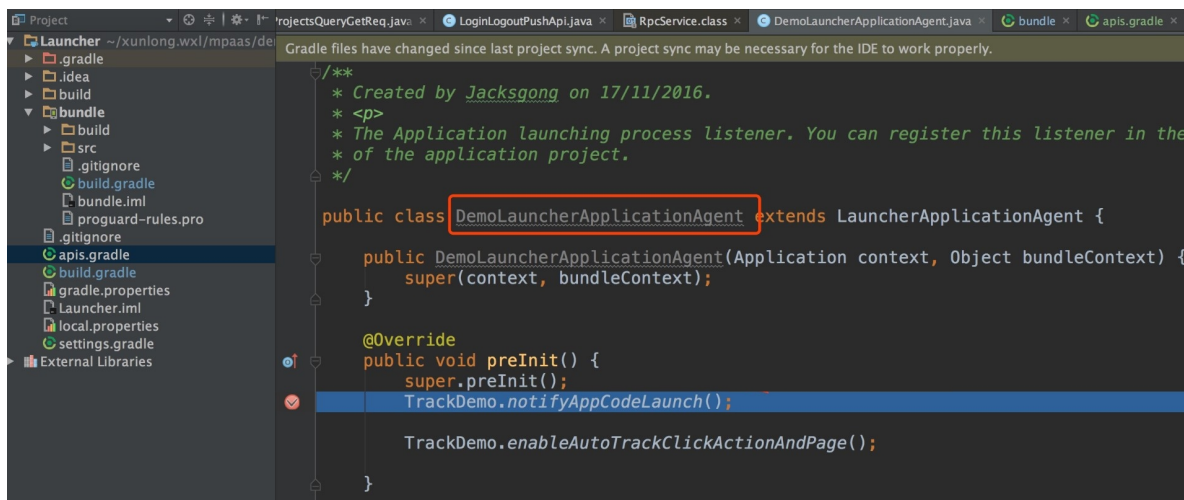 Project
rojectsQueryGetReq.java × LoginLogoutPushApi.java × RpcService.class × DemoLauncherApplicationAgent.java × bundle × apis.gradle ×
Launcher ~/xunlong.wxl/mpaas/de
.gradle
.idea
build
bundle
build
src
.gitignore
build.gradle
bundle.iml
proguard-rules.pro
.gitignore
apis.gradle
build.gradle
gradle.properties
Launcher.iml
local.properties
settings.gradle
External Libraries
Gradle files have changed since last project sync. A project sync may be necessary for the IDE to work properly.
/**
* Created by Jacksgong on 17/11/2016.
* <p>
* The Application launching process listener. You can register this listener in the
* of the application project.
*/
public class DemoLauncherApplicationAgent extends LauncherApplicationAgent {
public DemoLauncherApplicationAgent(Application context, Object bundleContext) {
super(context, bundleContext);
}
@Override
public void preInit() {
super.preInit();
TrackDemo.notifyAppCodeLaunch();
TrackDemo.enableAutoTrackClickActionAndPage();
}